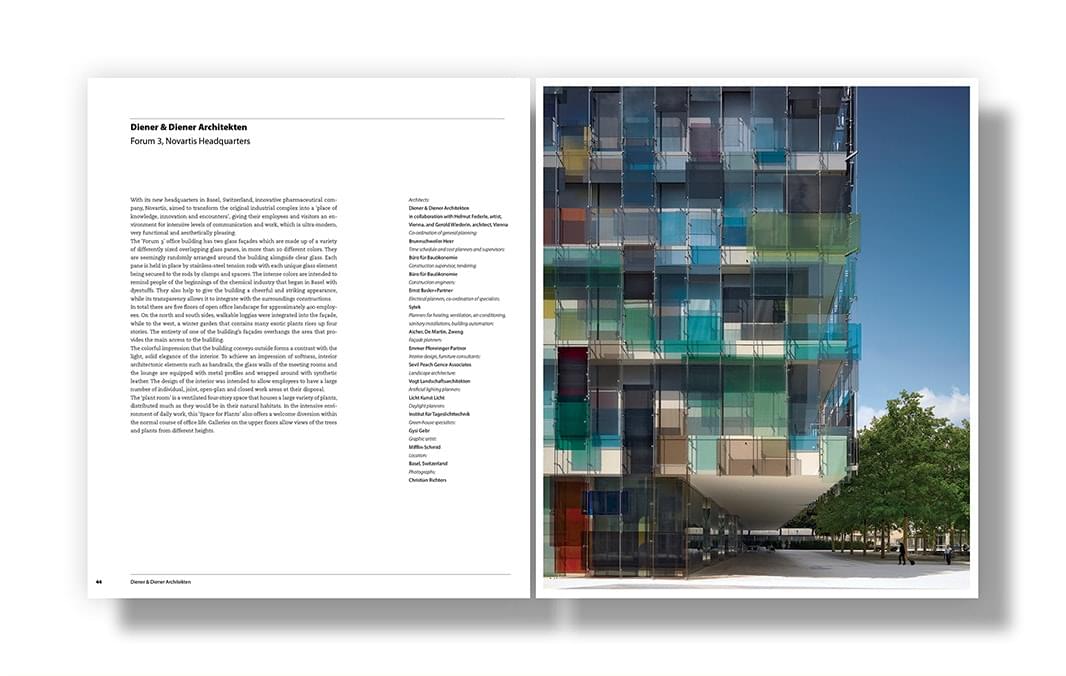 Diener & Diener Architekten
Forum 3, Novartis Headquarters
With its new headquarters in Basel, Switzerland, innovative pharmaceutical com-
pany, Novartis, aimed to transform the original industrial complex into a 'place of
knowledge, innovation and encounters', giving their employees and visitors an en-
vironment for intensive levels of communication and work, which is ultra-modern,
very functional and aesthetically pleasing.
The 'Forum 3' office building has two glass façades which are made up of a variety
of differently sized overlapping glass panes, in more than 20 different colors. They
are seemingly randomly arranged around the building alongside clear glass. Each
pane is held in place by stainless-steel tension rods with each unique glass element
being secured to the rods by clamps and spacers. The intense colors are intended to
remind people of the beginnings of the chemical industry that began in Basel with
dyestuffs. They also help to give the building a cheerful and striking appearance,
while its transparency allows it to integrate with the surroundings constructions.
In total there are five floors of open office landscape for approximately 400 employ-
ees. On the north and south sides, walkable loggias were integrated into the façade,
while to the west, a winter garden that contains many exotic plants rises up four
stories. The entirety of one of the building's façades overhangs the area that pro-
vides the main access to the building.
The colorful impression that the building conveys outside forms a contrast with the
light, solid elegance of the interior. To achieve an impression of softness, interior
architectonic elements such as handrails, the glass walls of the meeting rooms and
the lounge are equipped with metal profiles and wrapped around with synthetic
leather. The design of the interior was intended to allow employees to have a large
number of individual, joint, open-plan and closed work areas at their disposal.
The 'plant room' is a ventilated four-story space that houses a large variety of plants,
distributed much as they would be in their natural habitats. In the intensive envi-
ronment of daily work, this 'Space for Plants' also offers a welcome diversion within
the normal course of office life. Galleries on the upper floors allow views of the trees
and plants from different heights.
Architects:
Diener & Diener Architekten
in collaboration with Helmut Federle, artist,
Vienna, and Gerold Wiederin, architect, Vienna
Co-ordination of general planning:
Brunnschweiler Heer
Time schedule and cost planners and supervisors:
Büro für Bauökonomie
Construction supervisor, tendering:
Büro für Bauökonomie
Construction engineers:
Ernst Basler+Partner
Electrical planners, co-ordination of specialists:
Sytek
Planners for heating, ventilation, air-conditioning,
sanitary installations, building automation:
Aicher, De Martin, Zweng
Façade planners:
Emmer Pfenninger Partner
Interior design, furniture consultants:
Sevil Peach Gence Associates
Landscape architecture:
Vogt Landschaftsarchitekten
Artificial lighting planners:
Licht Kunst Licht
Daylight planners:
Institut für Tageslichttechnik
Green-house specialists:
Gysi Gebr
Graphic artist:
Mifflin-Schmid
Location:
Basel, Switzerland
Photographs:
Christian Richters
44
Diener & Diener Architekten